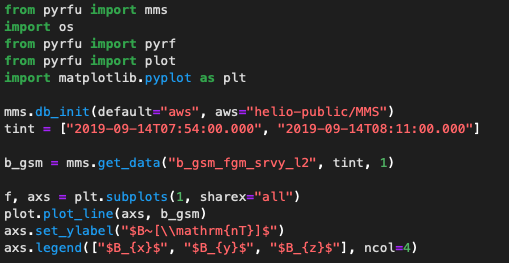 from pyrfu import mms
import os
from pyrfu import pyrf
from pyrfu import plot
import matplotlib.pyplot as plt

mms.db_init(default="aws", aws="helio-public/MMS")
tint = ["2019-09-14T07:54:00.000", "2019-09-14T08:11:00.000"]

b_gsm = mms.get_data("b_gsm_fgm_srvy_l2", tint, 1)

f, axs = plt.subplots(1, sharex="all")
plot.plot_line(axs, b_gsm)
axs.set_ylabel("$B~[\\mathrm{nT}]$")
axs.legend(["$B_{x}$", "$B_{y}$", "$B_{z}$"], ncol=4)